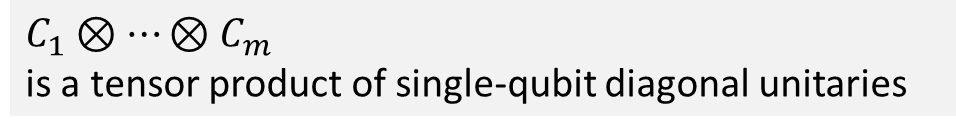 C₁ ⊗ ⋯ ⊗ Cₘ
is a tensor product of single-qubit diagonal unitaries